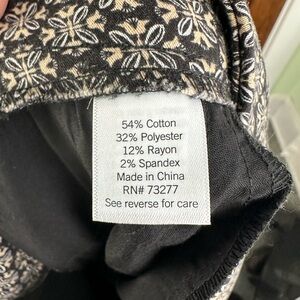 54% Cotton
32% Polyester
12% Rayon
2% Spandex
Made in China
RN# 73277
See reverse for care